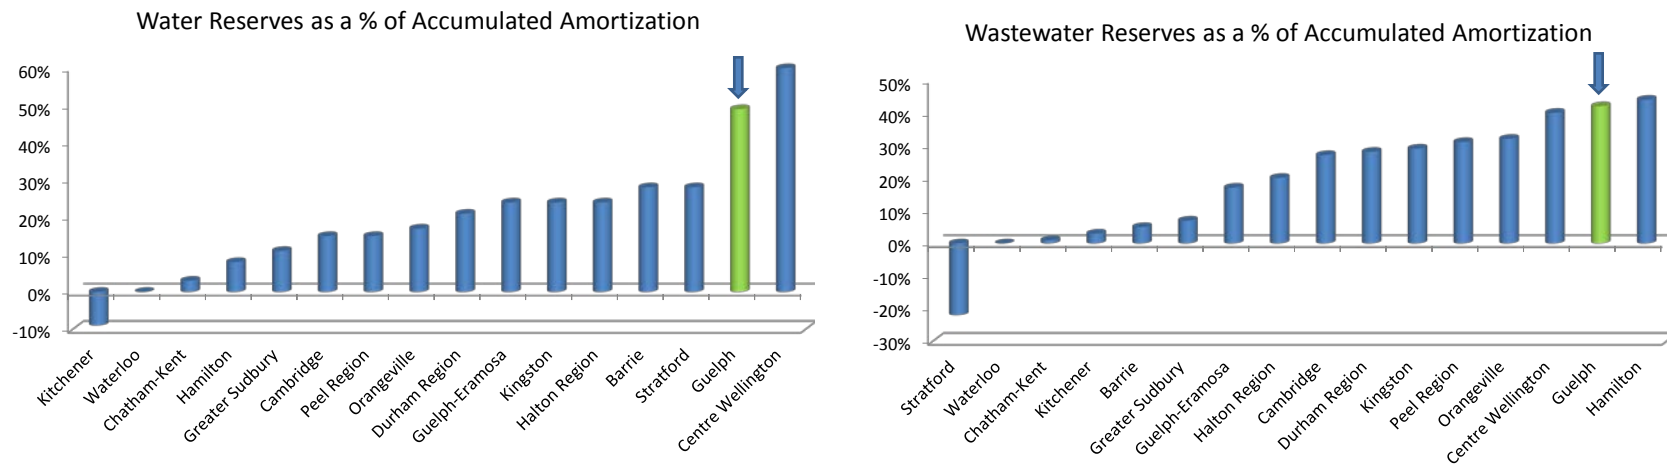 Water Reserves as a % of Accumulated Amortization
60%
50%
40%
30%
20%
10%
0%
-10%
Kitchener
Waterloo
Chatham-Kent
Hamilton
Greater Sudbury
Cambridge
Peel Region
Orangeville
Durham Region
Guelph-Eramosa
Kingston
Halton Region
Barrie
Stratford
Guelph
Centre Wellington
Wastewater Reserves as a % of Accumulated Amortization
50%
40%
30%
20%
10%
0%
-10%
-20%
-30%
Stratford
Waterloo
Chatham-Kent
Kitchener
Barrie
Greater Sudbury
Guelph-Eramosa
Halton Region
Cambridge
Durham Region
Kingston
Peel Region
Orangeville
Centre Wellington
Guelph
Hamilton